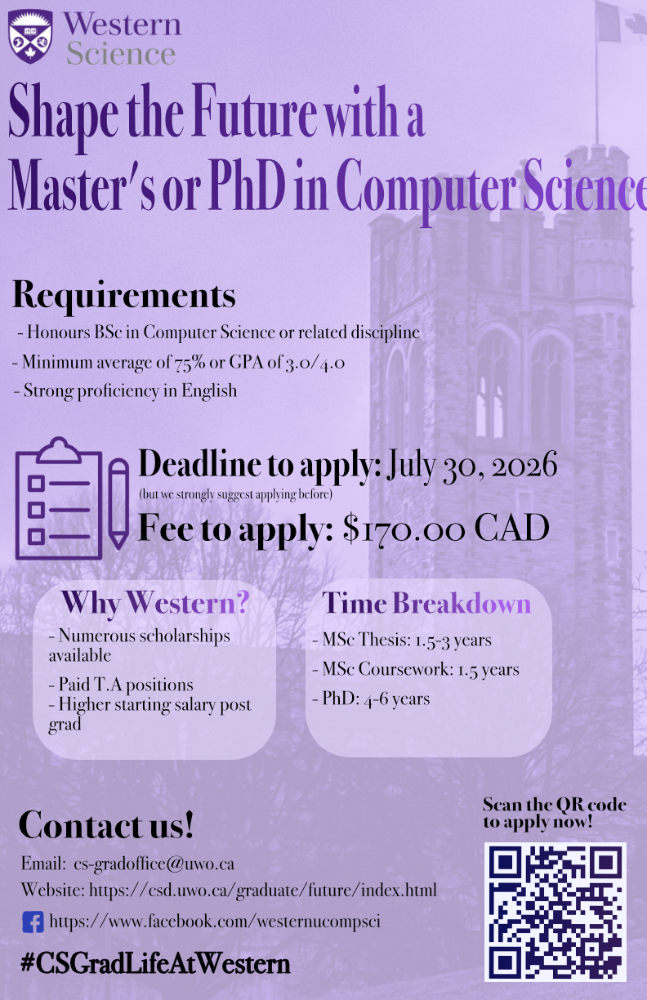 Western
Science
Shape the Future with a
Master's or PhD in Computer Science
Requirements
- Honours BSc in Computer Science or related discipline
- Minimum average of 75% or GPA of 3.0/4.0
- Strong proficiency in English
Deadline to apply: July 30, 2026
(but we strongly suggest applying before)
Fee to apply: $170.00 CAD
Why Western?
- Numerous scholarships
available
- Paid T.A positions
- Higher starting salary post
grad
Time Breakdown
- MSc Thesis: 1.5-3 years
- MSc Coursework: 1.5 years
- PhD: 4-6 years
Contact us!
Email: cs-gradoffice@uwo.ca
Website: https://csd.uwo.ca/graduate/future/index.html
https://www.facebook.com/westernucompsci
#CSGradLifeAtWestern
Scan the QR code
to apply now!